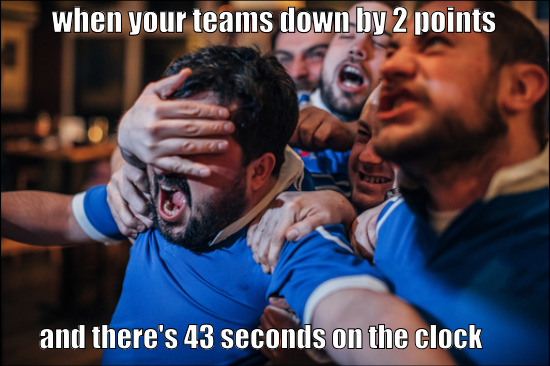 when your teams down by 2 points
and there's 43 seconds on the clock